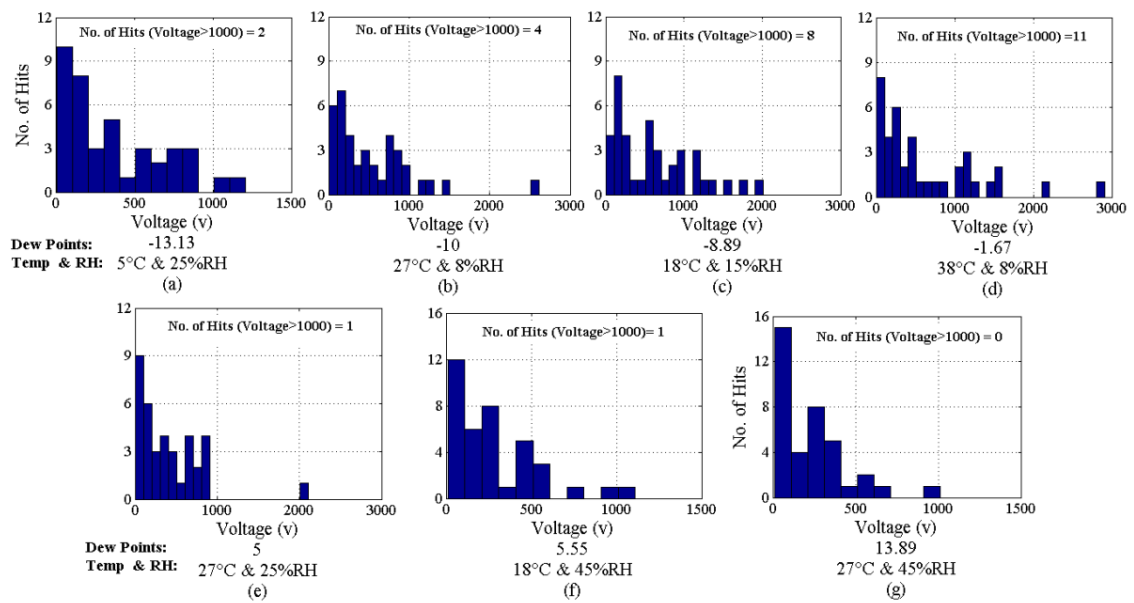 No. of Hits (Voltage>1000) = 2
12
9
6
3
0
No. of Hits
0 500 1000 1500
Voltage (v)
No. of Hits (Voltage>1000) = 4
12
9
6
3
0
0 1000 2000 3000
Voltage (v)
No. of Hits (Voltage>1000) = 8
12
9
6
3
0
0 1000 2000 3000
Voltage (v)
No. of Hits (Voltage>1000) =11
12
9
6
3
0
0 1000 2000 3000
Voltage (v)
Dew Points: -13.13 -10 -8.89 -1.67
Temp & RH: 5°C & 25%RH 27°C & 8%RH 18°C & 15%RH 38°C & 8%RH
(a) (b) (c) (d)
No. of Hits (Voltage>1000) = 1
12
9
6
3
0
0 1000 2000 3000
Voltage (v)
No. of Hits (Voltage>1000)= 1
16
12
8
4
0
0 500 1000 1500
Voltage (v)
No. of Hits (Voltage>1000) = 0
16
12
8
4
0
No. of Hits
0 500 1000 1500
Voltage (v)
Dew Points: 5 5.55 13.89
Temp & RH: 27°C & 25%RH 18°C & 45%RH 27°C & 45%RH
(e) (f) (g)